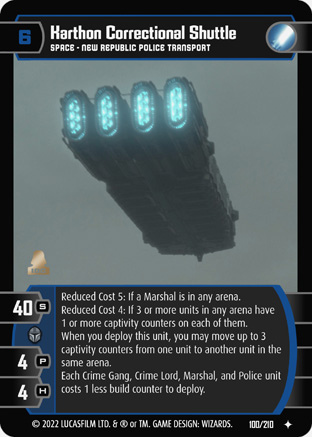 6
Karthon Correctional Shuttle
SPACE - NEW REPUBLIC POLICE TRANSPORT
40 S
4 P
4 H
Reduced Cost 5: If a Marshal is in any arena.
Reduced Cost 4: If 3 or more units in any arena have
1 or more captivity counters on each of them.
When you deploy this unit, you may move up to 3
captivity counters from one unit to another unit in the
same arena.
Each Crime Gang, Crime Lord, Marshal, and Police unit
costs 1 less build counter to deploy.
© 2022 LUCASFILM LTD. & ® or TM. GAME DESIGN: WIZARDS.
100/210